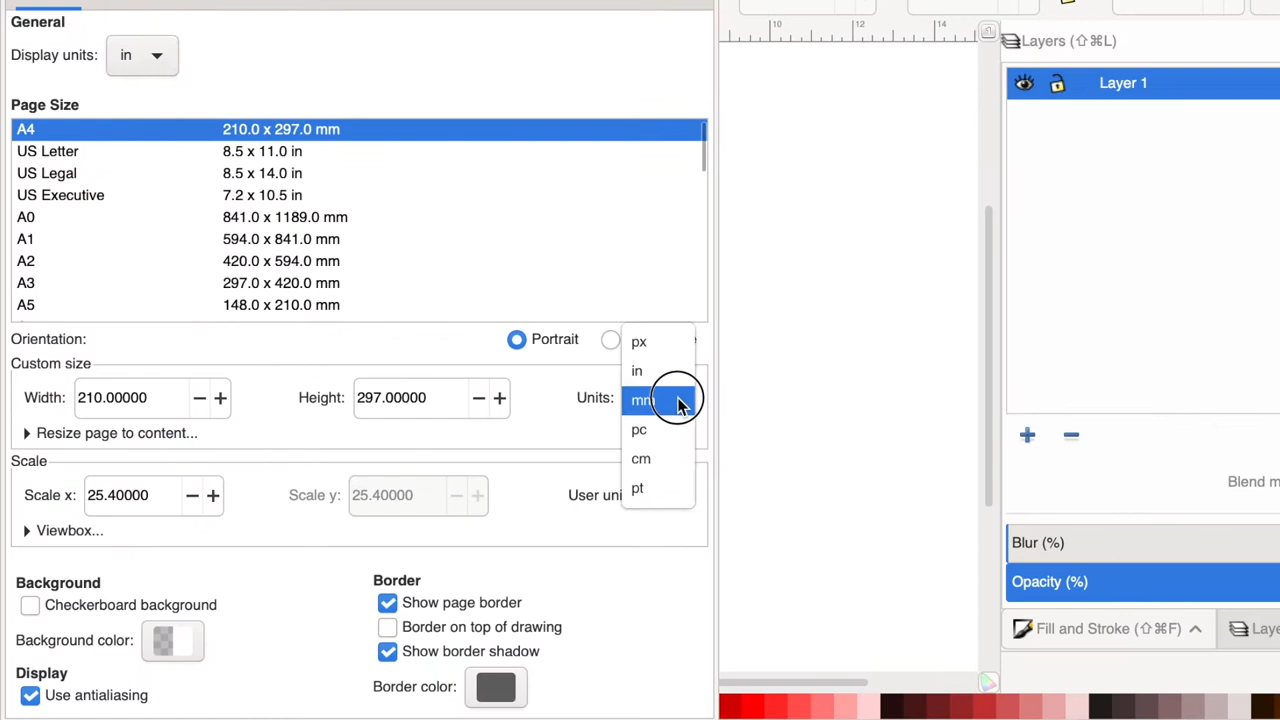 General
Display units: in
Page Size
A4 210.0 x 297.0 mm
US Letter 8.5 x 11.0 in
US Legal 8.5 x 14.0 in
US Executive 7.2 x 10.5 in
A0 841.0 x 1189.0 mm
A1 594.0 x 841.0 mm
A2 420.0 x 594.0 mm
A3 297.0 x 420.0 mm
A5 148.0 x 210.0 mm
Orientation: Portrait
Custom size
Width: 210.00000 Height: 297.00000 Units:
px
in
mm
pc
cm
pt
Resize page to content...
Scale
Scale x: 25.40000 Scale y: 25.40000 User uni
Viewbox...
Background
Checkerboard background
Background color:
Display
Use antialiasing
Border
Show page border
Border on top of drawing
Show border shadow
Border color:
10 12 14
Layers (⇧⌘L)
Layer 1
Blend m
Blur (%)
Opacity (%)
Fill and Stroke (⇧⌘F) Laye